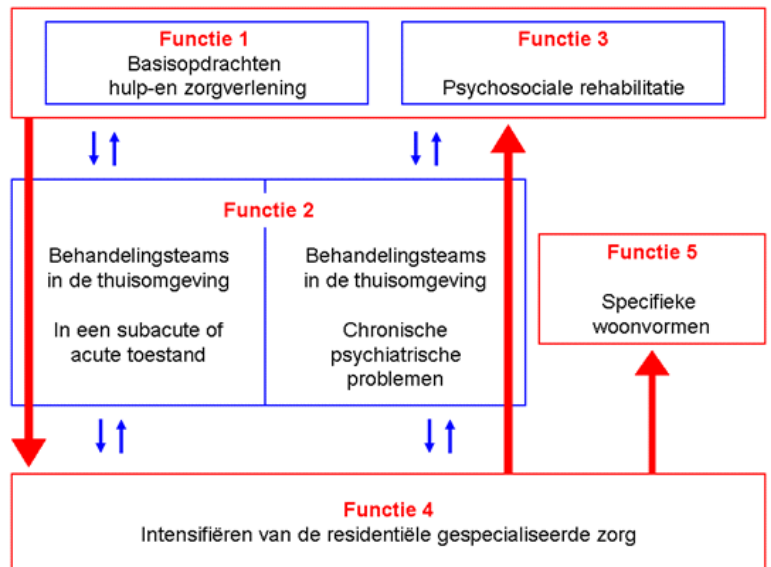 Functie 1
Basisopdrachten
hulp-en zorgverlening
Functie 3
Psychosociale rehabilitatie
Functie 2
Behandelingsteams
in de thuisomgeving
In een subacute of
acute toestand
Behandelingsteams
in de thuisomgeving
Chronische
psychiatrische
problemen
Functie 5
Specifieke
woonvormen
Functie 4
Intensifiëren van de residentiële gespecialiseerde zorg